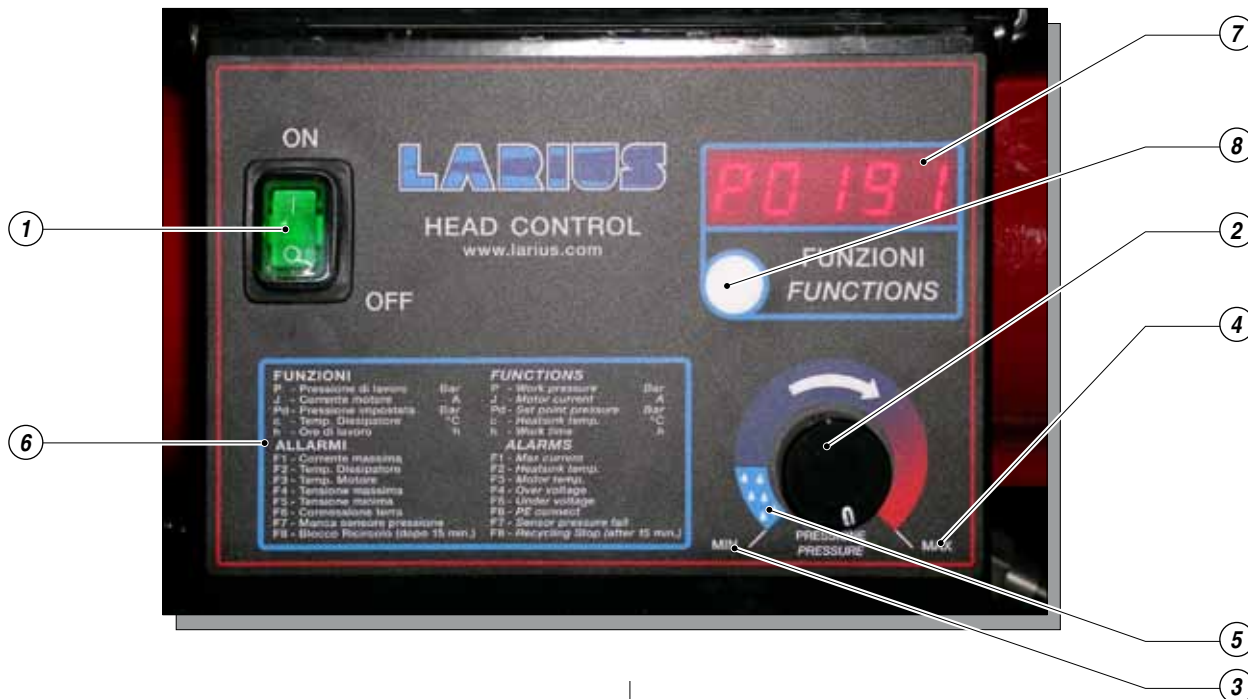 ON
OFF
LARIUS
HEAD CONTROL
www.larius.com
P0191
FUNZIONI
FUNCTIONS
FUNZIONI
P - Pressione di lavoro Bar
J - Corrente motore A
Pd - Pressione impostata Bar
c - Temp. Dissipatore °C
h - Ore di lavoro h
ALLARMI
F1 - Corrente massima
F2 - Temp. Dissipatore
F3 - Temp. Motore
F4 - Tensione massima
F5 - Tensione minima
F6 - Connessione terra
F7 - Manca sensore pressione
F8 - Blocco Ricircolo (dopo 15 min.)
FUNCTIONS
P - Work pressure Bar
J - Motor current A
Pd - Set point pressure Bar
c - Heatsink temp. °C
h - Work time h
ALARMS
F1 - Max current
F2 - Heatsink temp.
F3 - Motor temp.
F4 - Over voltage
F5 - Under voltage
F6 - PE connect
F7 - Sensor pressure fail
F8 - Recycling Stop (after 15 min.)
MIN
PRESSIONE
PRESSURE
MAX
1
6
7
8
2
4
5
3